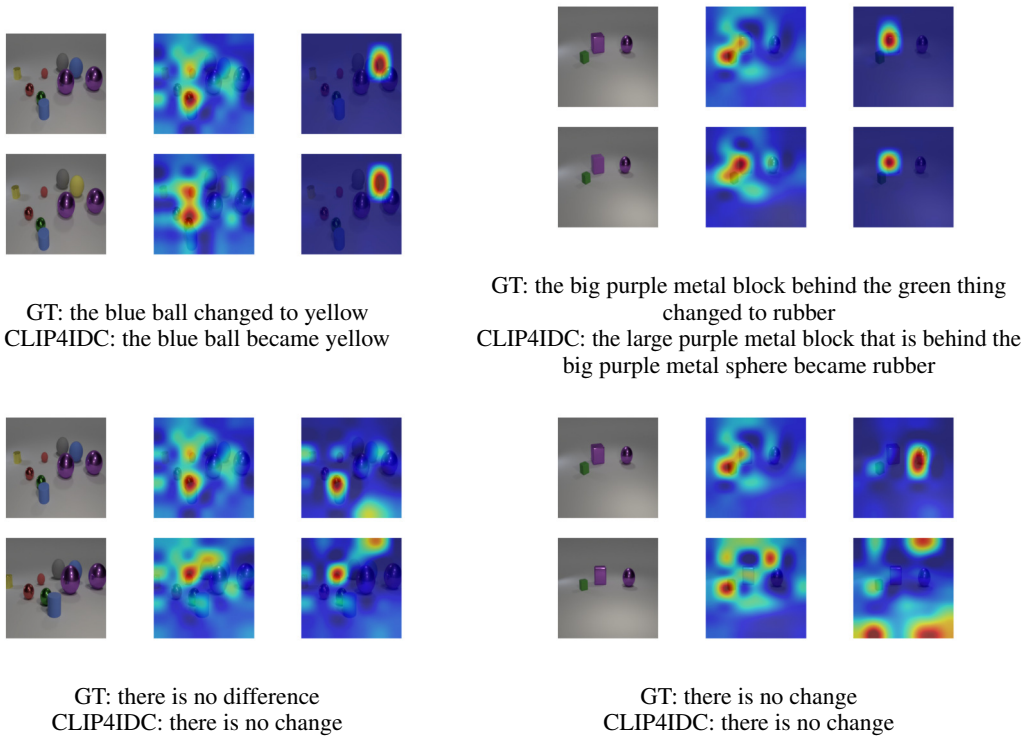 GT: the blue ball changed to yellow
CLIP4IDC: the blue ball became yellow
GT: the big purple metal block behind the green thing
changed to rubber
CLIP4IDC: the large purple metal block that is behind the
big purple metal sphere became rubber
GT: there is no difference
CLIP4IDC: there is no change
GT: there is no change
CLIP4IDC: there is no change